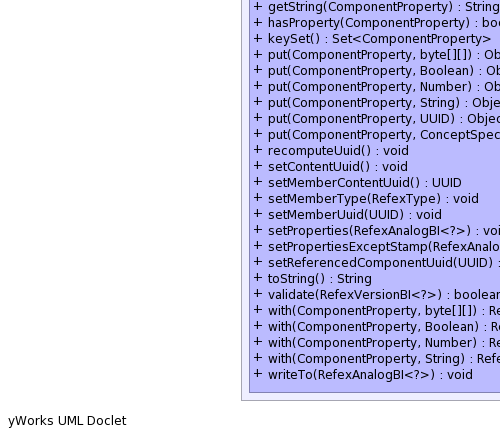 + getString(ComponentProperty) : String
+ hasProperty(ComponentProperty) : boo
+ keySet() : Set<ComponentProperty>
+ put(ComponentProperty, byte[][]) : Ob
+ put(ComponentProperty, Boolean) : Ob
+ put(ComponentProperty, Number) : Ob
+ put(ComponentProperty, String) : Obje
+ put(ComponentProperty, UUID) : Objec
+ put(ComponentProperty, ConceptSpec
+ recomputeUuid() : void
+ setContentUuid() : void
+ setMemberContentUuid() : UUID
+ setMemberType(RefexType) : void
+ setMemberUuid(UUID) : void
+ setProperties(RefexAnalogBI<?>) : voi
+ setPropertiesExceptStamp(RefexAnalo
+ setReferencedComponentUuid(UUID) :
+ toString() : String
+ validate(RefexVersionBI<?>) : boolean
+ with(ComponentProperty, byte[][]) : Re
+ with(ComponentProperty, Boolean) : Re
+ with(ComponentProperty, Number) : Re
+ with(ComponentProperty, String) : Refe
+ writeTo(RefexAnalogBI<?>) : void
yWorks UML Doclet